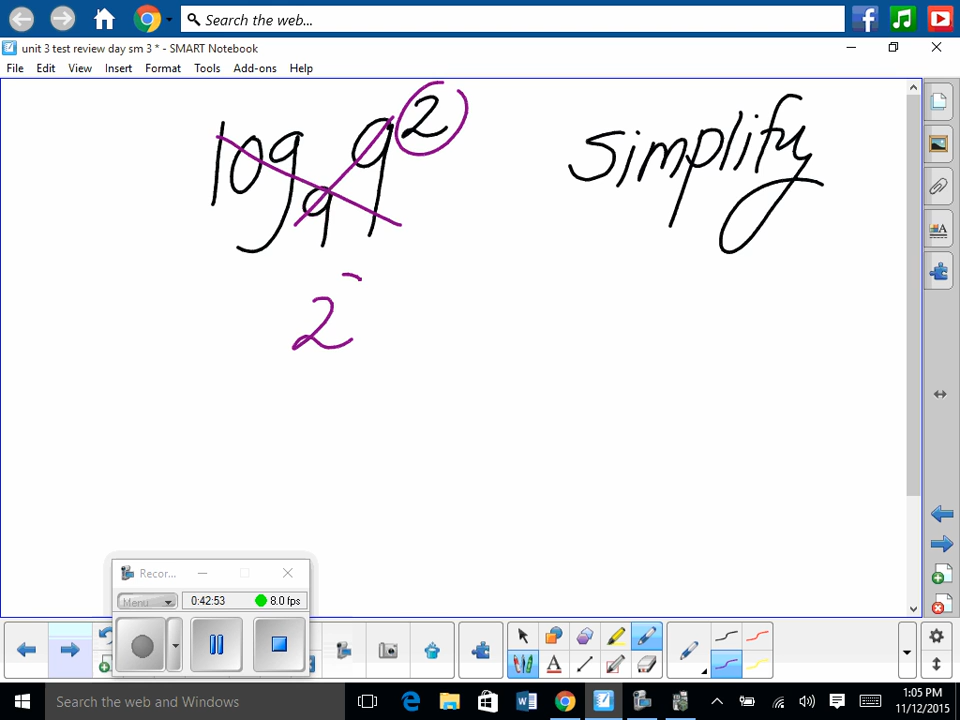 Search the web...
unit 3 test review day sm 3 * - SMART Notebook
File Edit View Insert Format Tools Add-ons Help
log₉ 9² simplify
2
Recor...
Menu 0:42:53 8.0 fps
A
Search the web and Windows
1:05 PM
11/12/2015